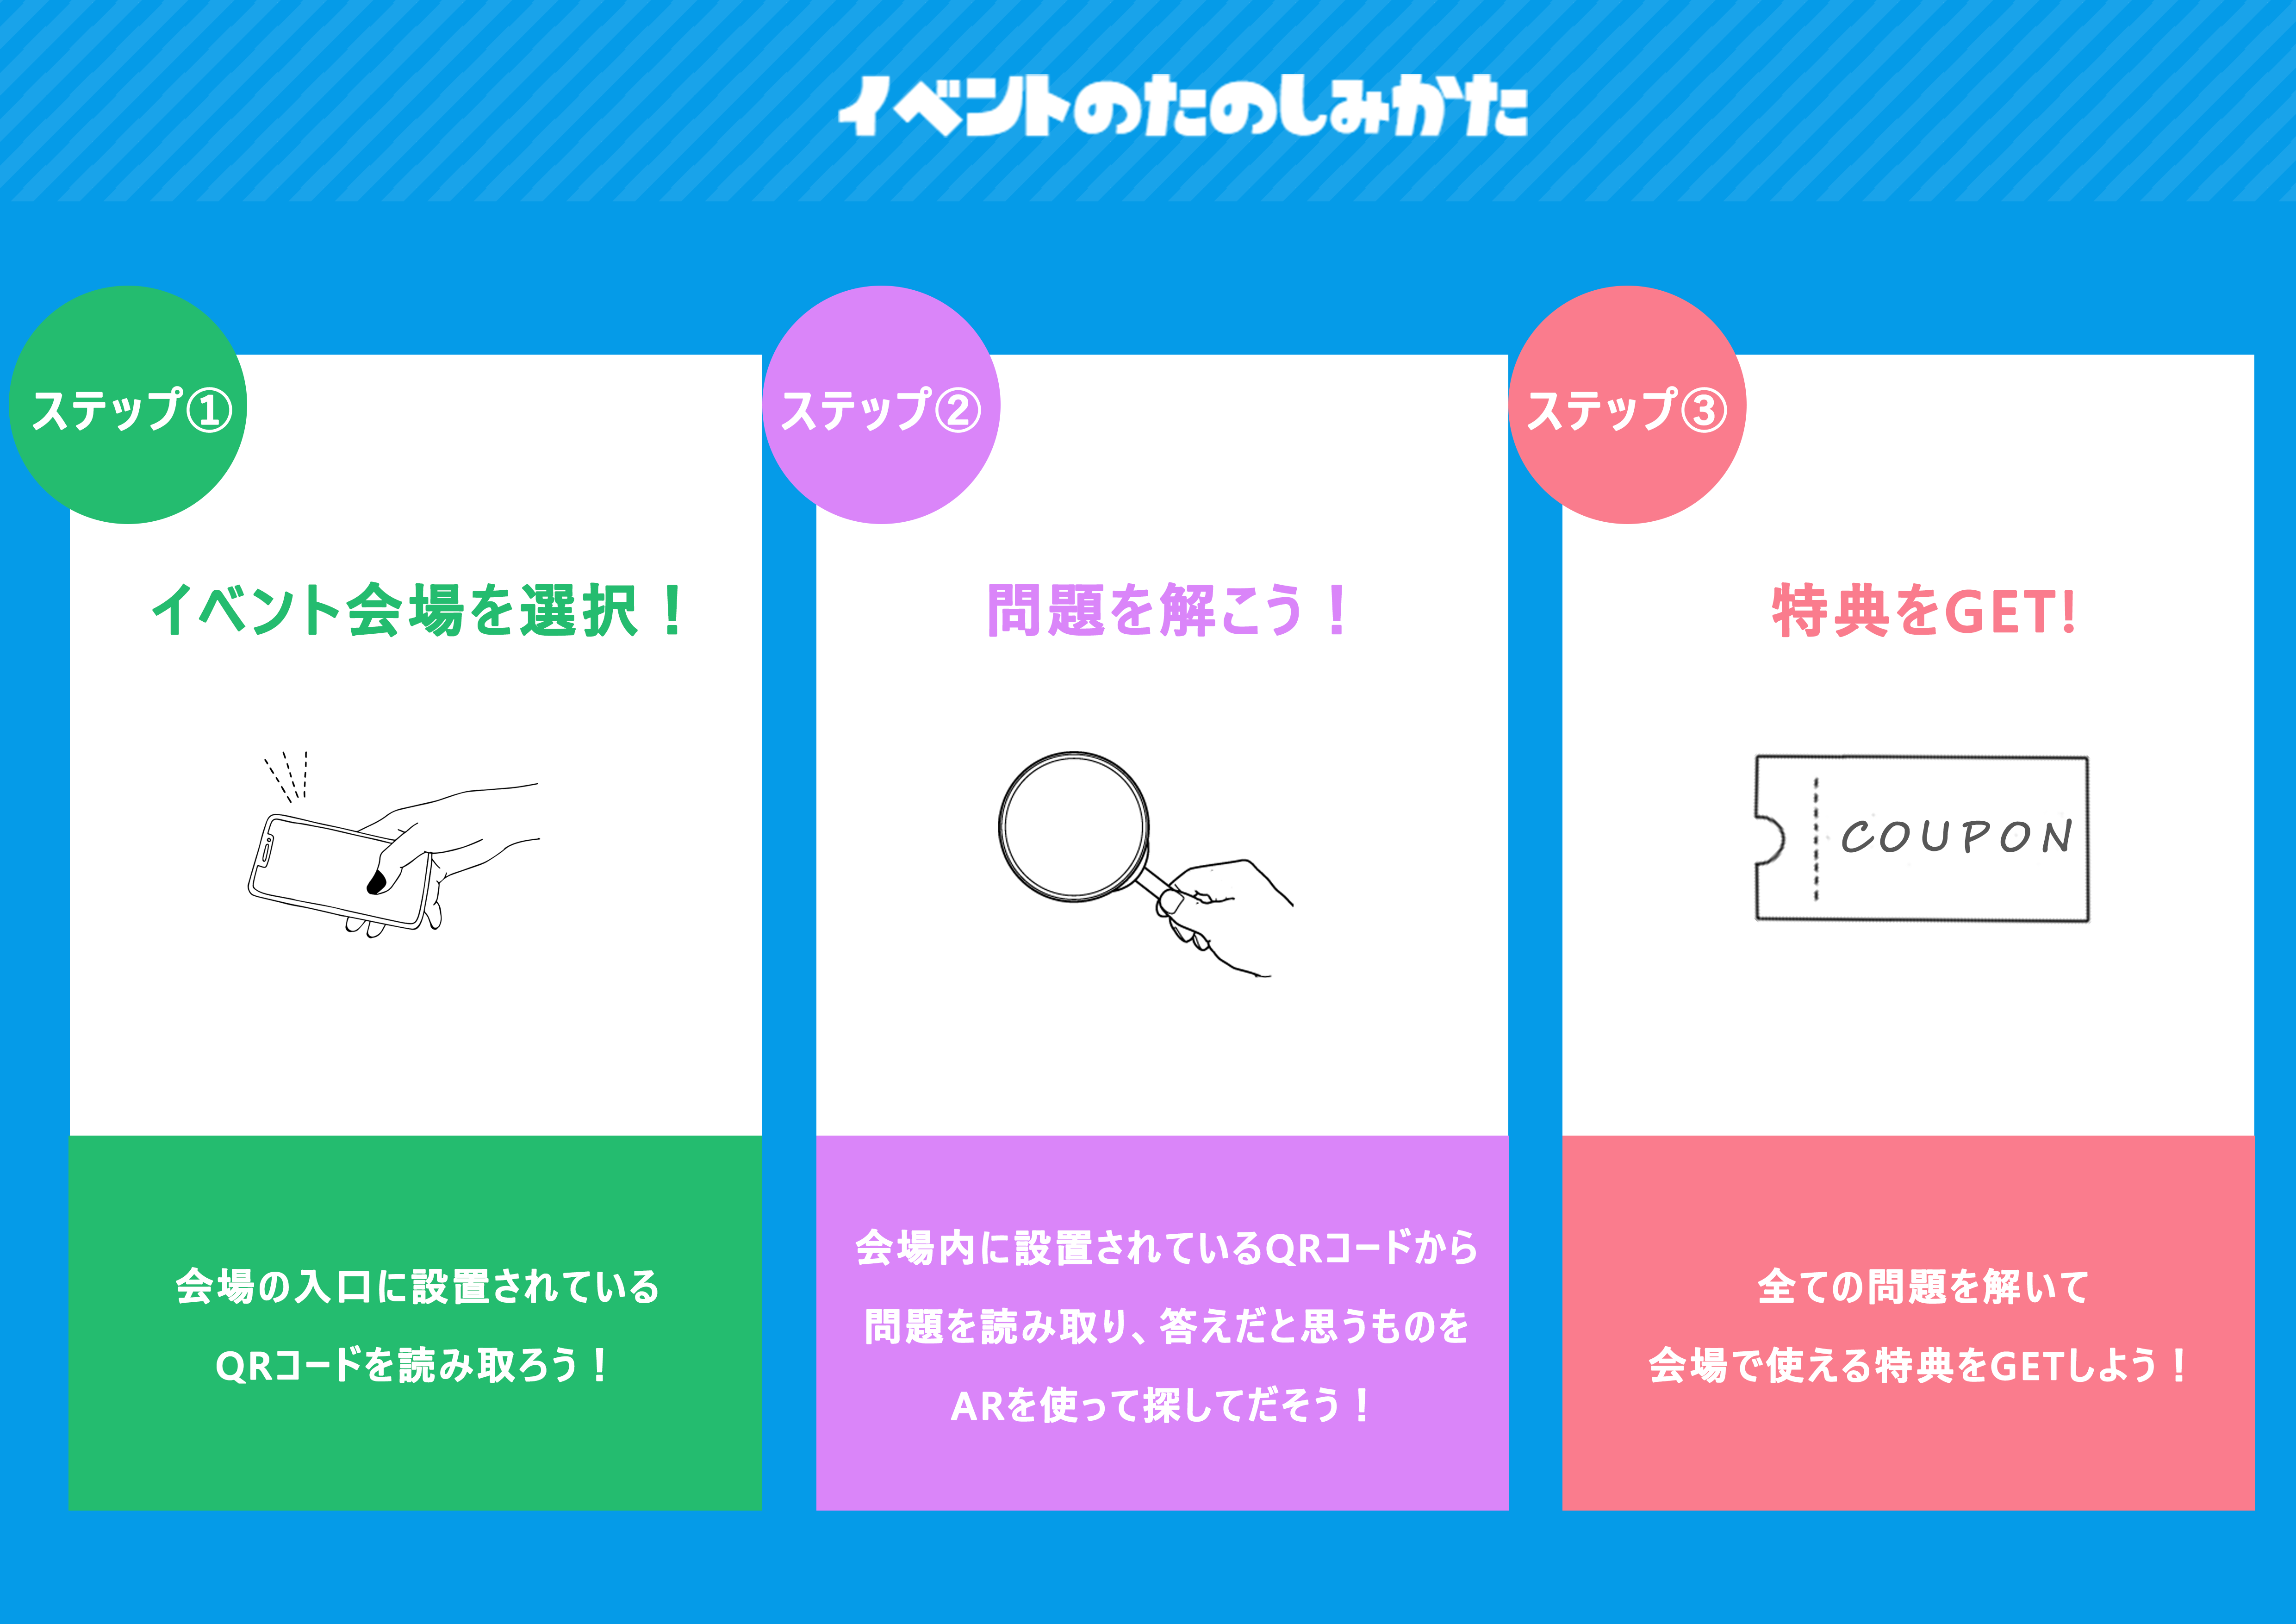 イベントのたのしみかた
ステップ①
イベント会場を選択！
会場の入口に設置されている
QRコードを読み取ろう！
ステップ②
問題を解こう！
会場内に設置されているQRコードから
問題を読み取り、答えだと思うものを
ARを使って探してだそう！
ステップ③
特典をGET!
COUPON
全ての問題を解いて
会場で使える特典をGETしよう！